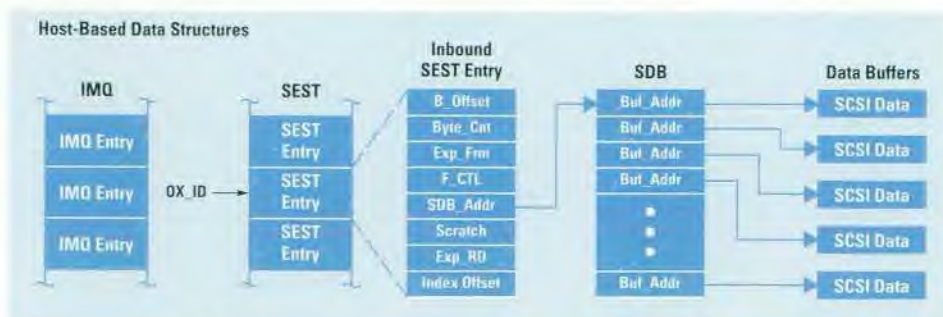 Host-Based Data Structures
IMQ
IMQ Entry
IMQ Entry
IMQ Entry
OX_ID
SEST
SEST
Entry
SEST
Entry
SEST
Entry
Inbound
SEST Entry
B_Offset
Byte_Cnt
Exp_Frm
F_CTL
SDB_Addr
Scratch
Exp_RO
Index Offset
SDB
Buf_Addr
Buf_Addr
Buf_Addr
Buf_Addr
Buf_Addr
Data Buffers
SCSI Data
SCSI Data
SCSI Data
SCSI Data
SCSI Data